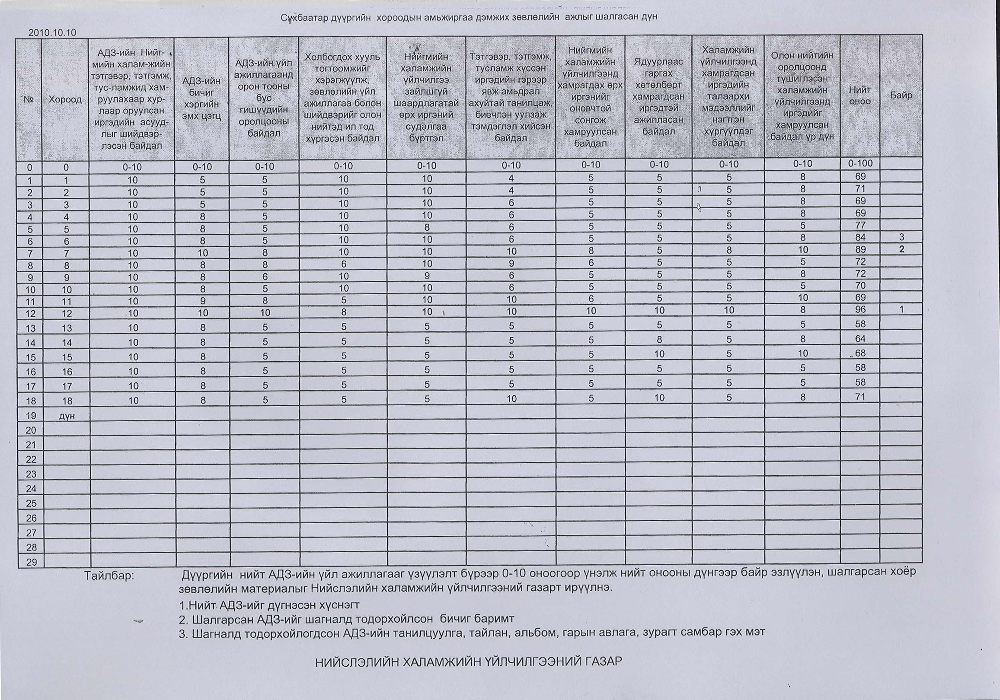 Сүхбаатар дүүргийн хороодын амьжиргаа дэмжих зөвлөлийн ажлыг шалгасан дүн
2010.10.10
№
Хороод
АДЗ-ийн Нийг-
мийн халам-жийн
тэтгэвэр, тэтгэмж,
тус-ламжид хам-
руулахаар хур-
лаар оруулсан
иргэдийн асууд-
лыг шийдвэр-
лэсэн байдал
АДЗ-ийн
бичиг
хэргийн
эмх цэгц
АДЗ-ийн үйл
ажиллагаанд
орон тооны
бус
гишүүдийн
оролцооны
байдал
Холбогдох хууль
тогтоомжийг
хэрэгжүүлж,
зөвлөлийн үйл
ажиллагаа болон
шийдвэрийг олон
нийтэд ил тод
хүргэсэн байдал
Нийгмийн
халамжийн
үйлчилгээ
зайлшгүй
шаардлагатай
өрх иргэний
судалгаа
бүртгэл
Тэтгэвэр, тэтгэмж,
тусламж хүссэн
иргэдийн гэрээр
явж амьдрал
ахуйтай танилцаж,
биечлэн уулзаж
тэмдэглэл хийсэн
байдал
Нийгмийн
халамжийн
үйлчилгээнд
хамрагдах өрх
иргэнийг
оновчтой
сонгож
хамруулсан
байдал
Ядуурлаас
гаргах
хөтөлбөрт
хамрагдсан
иргэдтэй
ажилласан
байдал
Халамжийн
үйлчилгээнд
хамрагдсан
иргэдийн
талаархи
мэдээллийг
нэгтгэн
хүргүүлдэг
байдал
Олон нийтийн
оролцоонд
түшиглэсэн
халамжийн
үйлчилгээнд
иргэдийг
хамруулсан
байдал үр дүн
Нийт
оноо
Байр
0 0 0-10 0-10 0-10 0-10 0-10 0-10 0-10 0-10 0-10 0-10 0-100
1 1 10 5 5 10 10 4 5 5 5 8 69
2 2 10 5 5 10 10 4 5 5 5 8 71
3 3 10 5 5 10 10 6 5 5 5 8 69
4 4 10 8 5 10 10 6 5 5 5 8 69
5 5 10 8 5 10 8 6 5 5 5 5 77
6 6 10 8 5 10 10 6 5 5 5 8 84 3
7 7 10 10 8 10 10 10 8 5 8 10 89 2
8 8 10 8 8 6 10 9 6 5 5 5 72
9 9 10 8 6 10 9 6 5 5 5 8 72
10 10 10 8 5 10 10 6 5 5 5 5 70
11 11 10 9 8 5 10 10 6 5 5 10 69
12 12 10 10 10 8 10 10 10 10 10 8 96 1
13 13 10 8 5 5 5 5 5 5 5 5 58
14 14 10 8 5 5 5 5 5 8 5 8 64
15 15 10 8 5 5 5 5 5 10 5 10 68
16 16 10 8 5 5 5 5 5 5 5 5 58
17 17 10 8 5 5 5 5 5 5 5 5 58
18 18 10 8 5 5 5 10 5 10 5 8 71
19 дүн
20
21
22
23
24
25
26
27
28
29
Тайлбар: Дүүргийн нийт АДЗ-ийн үйл ажиллагааг үзүүлэлт бүрээр 0-10 оноогоор үнэлж нийт онооны дүнгээр байр эзлүүлэн, шалгарсан хоёр
зөвлөлийн материалыг Нийслэлийн халамжийн үйлчилгээний газарт ирүүлнэ.
1.Нийт АДЗ-ийг дүгнэсэн хүснэгт
2. Шалгарсан АДЗ-ийг шагналд тодорхойлсон бичиг баримт
3. Шагналд тодорхойлогдсон АДЗ-ийн танилцуулга, тайлан, альбом, гарын авлага, зурагт самбар гэх мэт
НИЙСЛЭЛИЙН ХАЛАМЖИЙН ҮЙЛЧИЛГЭЭНИЙ ГАЗАР